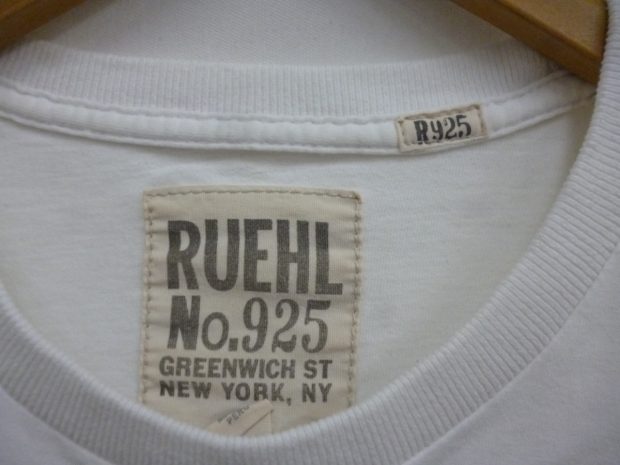 R925
RUEHL
No.925
GREENWICH ST
NEW YORK, NY